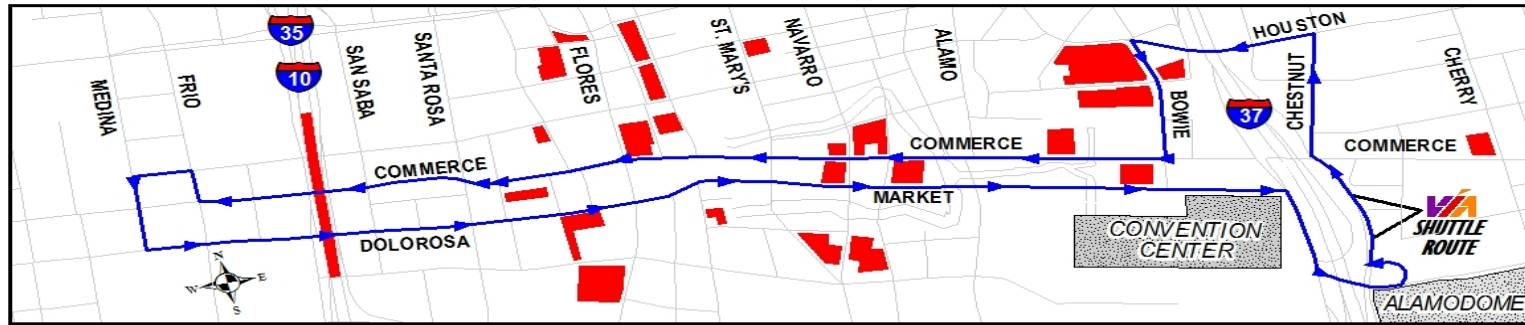 35
10
MEDINA
FRIO
SAN SABA
SANTA ROSA
FLORES
ST. MARY'S
NAVARRO
ALAMO
BOWIE
37
HOUSTON
CHESTNUT
CHERRY
COMMERCE
COMMERCE
COMMERCE
DOLOROSA
MARKET
CONVENTION
CENTER
VIA
SHUTTLE
ROUTE
ALAMODOME
N
W
E
S